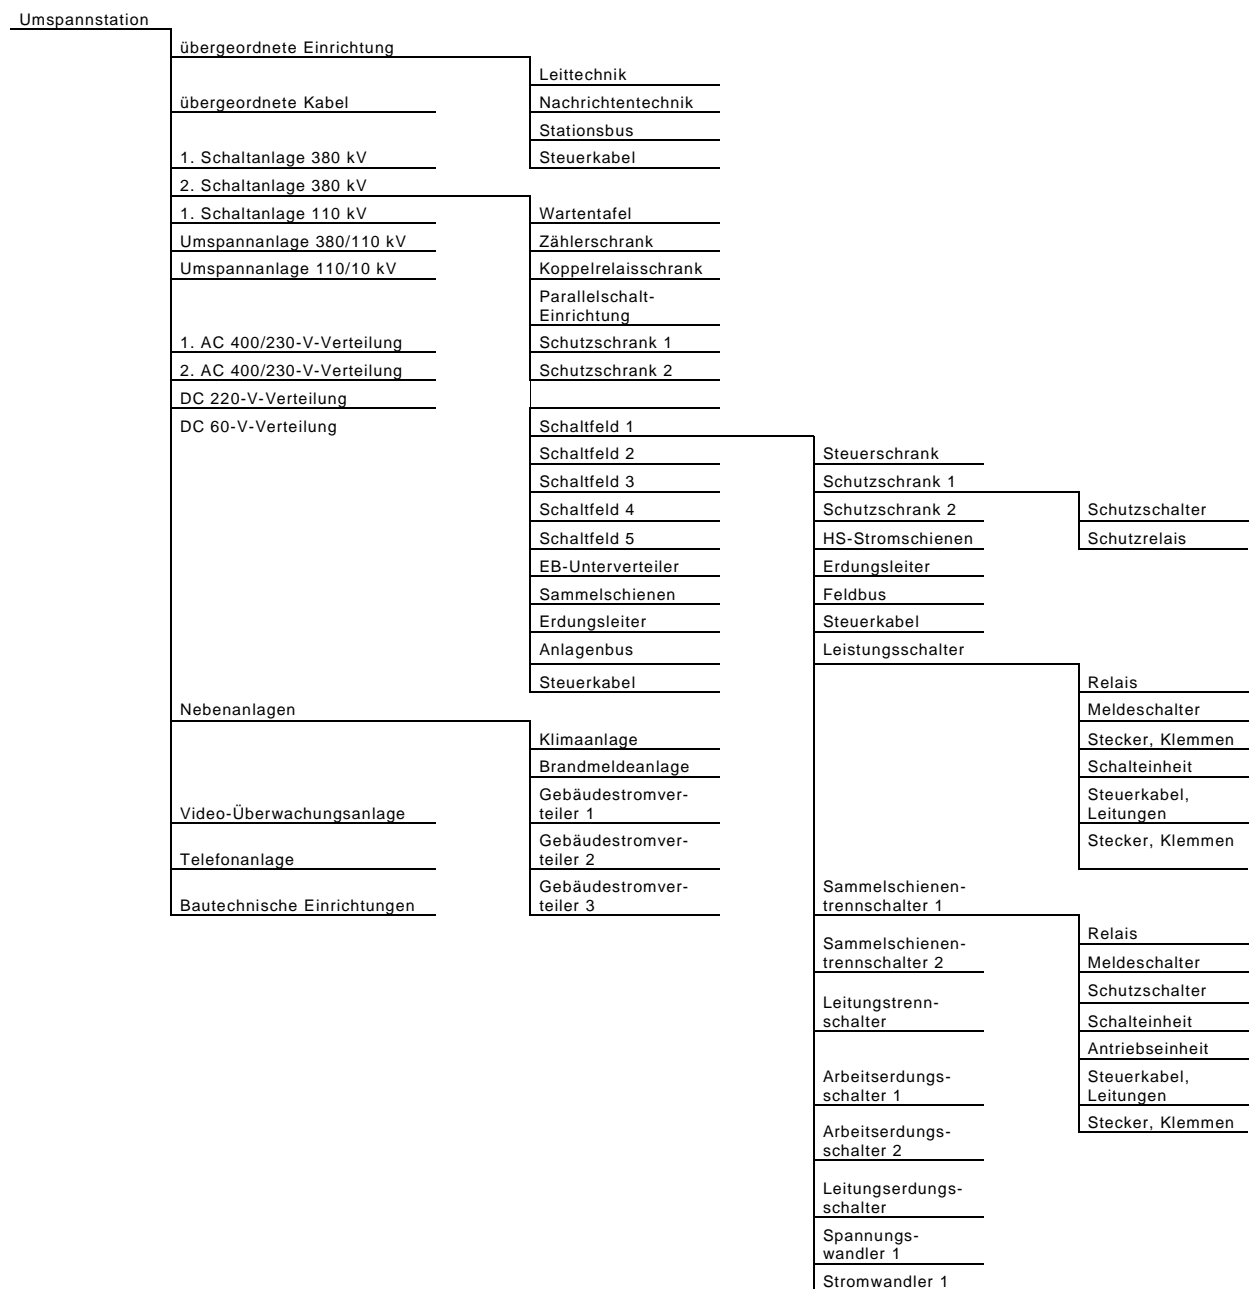 Umspannstation
übergeordnete Einrichtung
Leittechnik
übergeordnete Kabel
Nachrichtentechnik
Stationsbus
1. Schaltanlage 380 kV
Steuerkabel
2. Schaltanlage 380 kV
1. Schaltanlage 110 kV
Wartentafel
Umspannanlage 380/110 kV
Zählerschrank
Umspannanlage 110/10 kV
Koppelrelaisschrank
Parallelschalt-
Einrichtung
1. AC 400/230-V-Verteilung
Schutzschrank 1
2. AC 400/230-V-Verteilung
Schutzschrank 2
DC 220-V-Verteilung
DC 60-V-Verteilung
Schaltfeld 1
Schaltfeld 2
Steuerschrank
Schaltfeld 3
Schutzschrank 1
Schaltfeld 4
Schutzschrank 2
Schutzschalter
Schaltfeld 5
HS-Stromschienen
Schutzrelais
EB-Unterverteiler
Erdungsleiter
Sammelschienen
Feldbus
Erdungsleiter
Steuerkabel
Anlagenbus
Leistungsschalter
Steuerkabel
Relais
Nebenanlagen
Meldeschalter
Klimaanlage
Stecker, Klemmen
Brandmeldeanlage
Schalteinheit
Gebäudestromver-
teiler 1
Steuerkabel,
Leitungen
Video-Überwachungsanlage
Gebäudestromver-
teiler 2
Stecker, Klemmen
Telefonanlage
Gebäudestromver-
teiler 3
Sammelschienen-
trennschalter 1
Bautechnische Einrichtungen
Relais
Sammelschienen-
trennschalter 2
Meldeschalter
Schutzschalter
Leitungstrenn-
schalter
Schalteinheit
Antriebseinheit
Arbeitserdungs-
schalter 1
Steuerkabel,
Leitungen
Stecker, Klemmen
Arbeitserdungs-
schalter 2
Leitungserdungs-
schalter
Spannungs-
wandler 1
Stromwandler 1